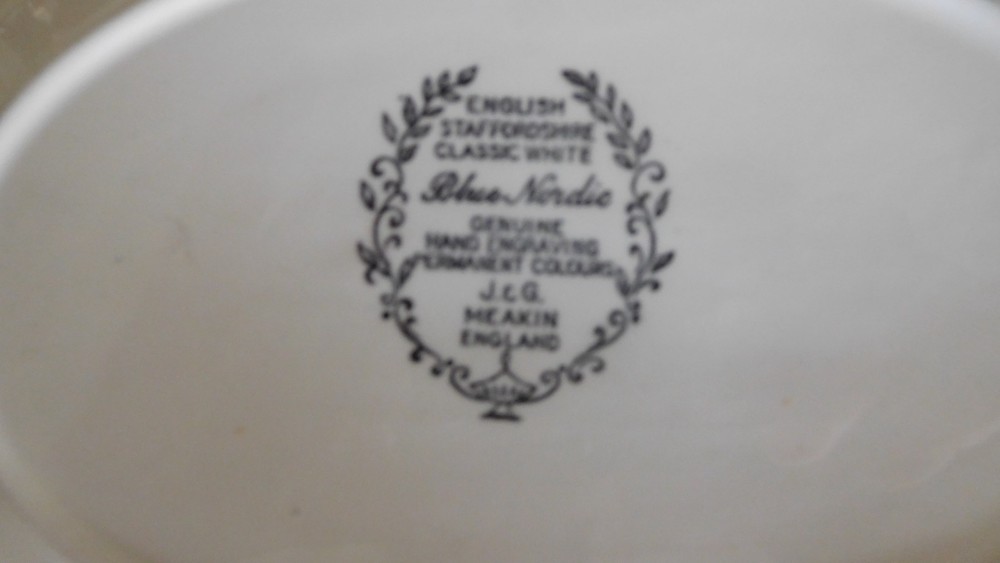 ENGLISH
STAFFORDSHIRE
CLASSIC WHITE
Blue Nordic
GENUINE
HAND ENGRAVING
PERMANENT COLOURS
J. & G.
MEAKIN
ENGLAND